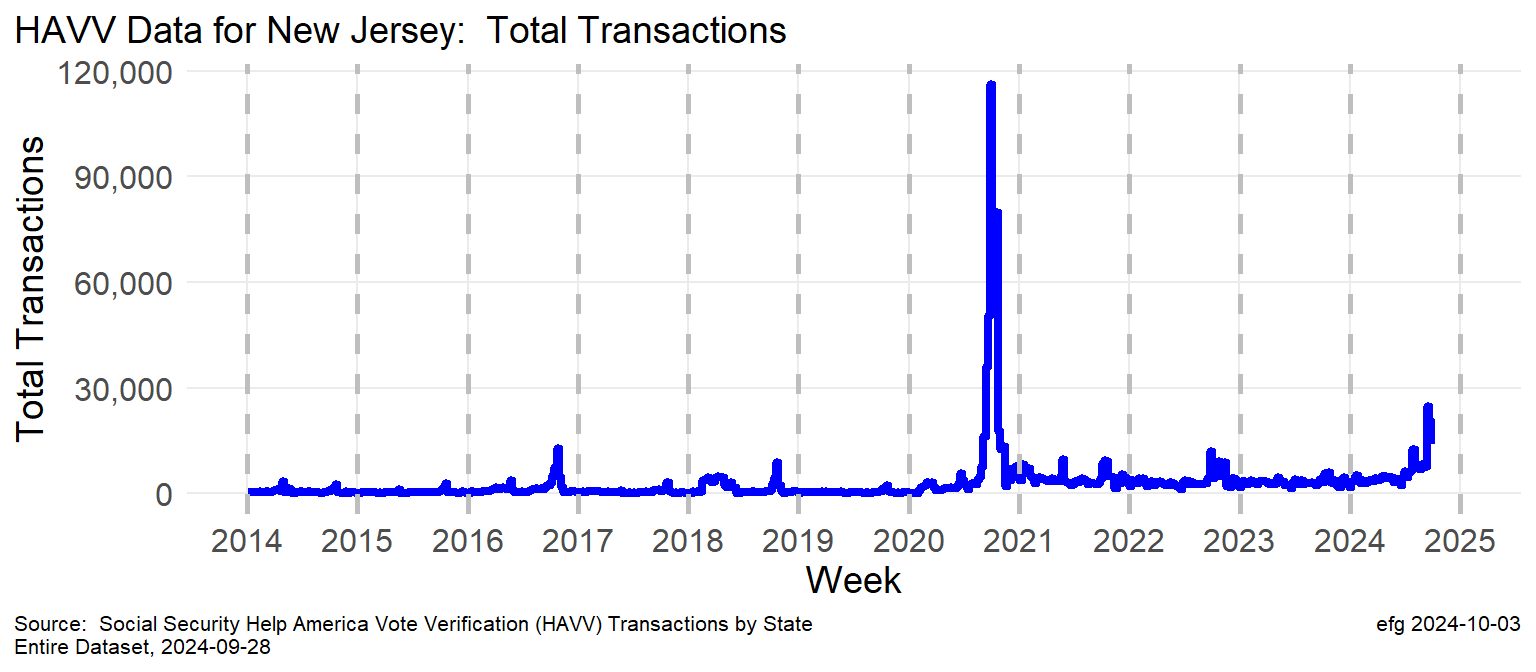 HAVV Data for New Jersey:  Total Transactions
120,000
90,000
60,000
30,000
0
Total Transactions
2014 2015 2016 2017 2018 2019 2020 2021 2022 2023 2024 2025
Week
Source:  Social Security Help America Vote Verification (HAVV) Transactions by State
Entire Dataset, 2024-09-28
efg 2024-10-03